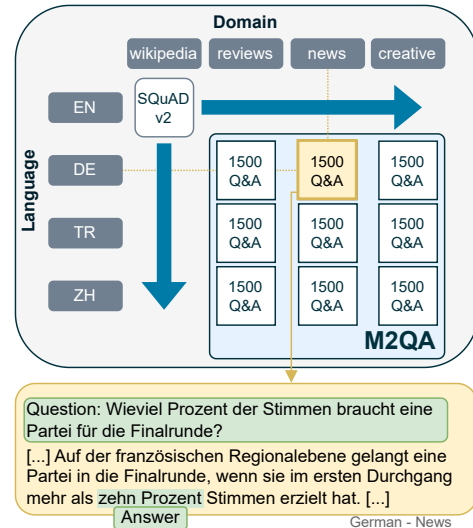 Domain
wikipedia reviews news creative
Language
EN
SQuAD
v2
DE
1500
Q&A
1500
Q&A
1500
Q&A
TR
1500
Q&A
1500
Q&A
1500
Q&A
ZH
1500
Q&A
1500
Q&A
1500
Q&A
M2QA
Question: Wieviel Prozent der Stimmen braucht eine
Partei für die Finalrunde?
[...] Auf der französischen Regionalebene gelangt eine
Partei in die Finalrunde, wenn sie im ersten Durchgang
mehr als zehn Prozent Stimmen erzielt hat. [...]
Answer
German - News